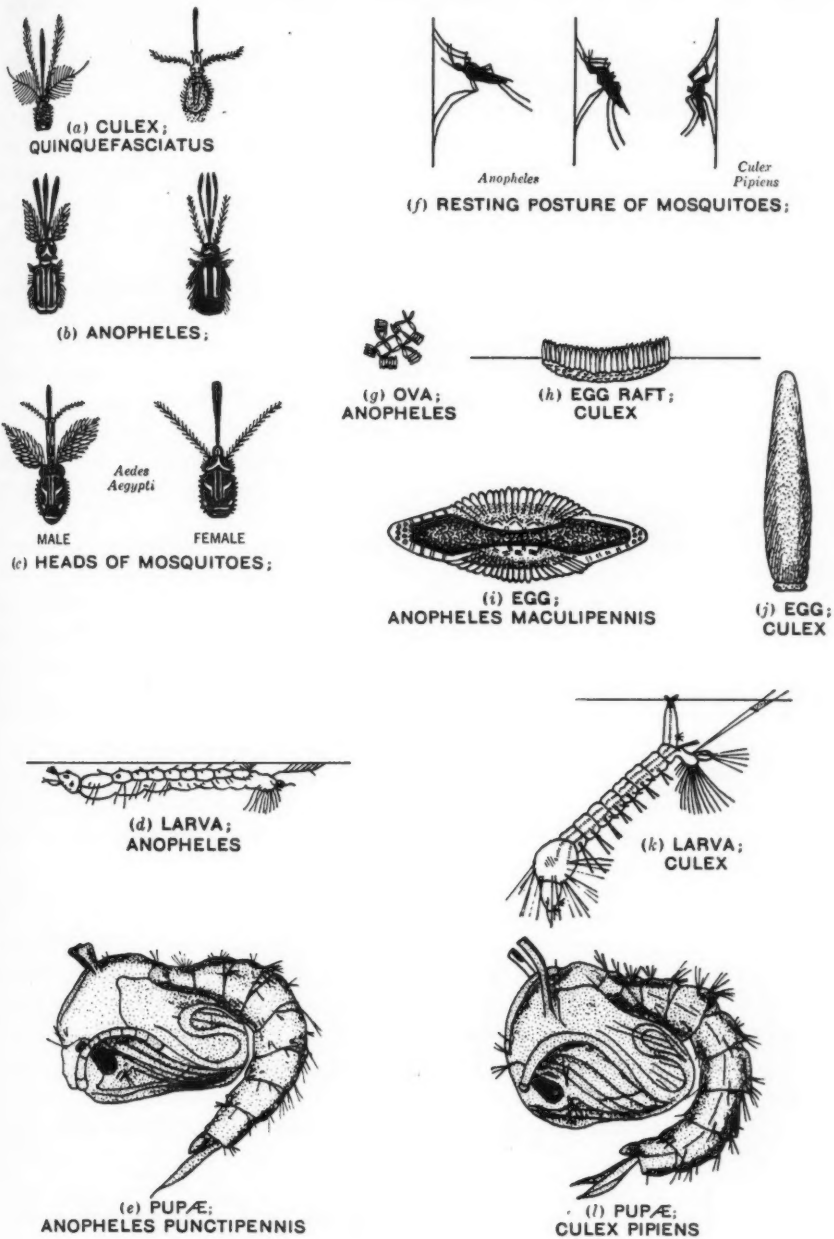 (a) CULEX;
QUINQUEFASCIATUS
(b) ANOPHELES;
Aedes
Aegypti
MALE FEMALE
(c) HEADS OF MOSQUITOES;
Anopheles
Culex
Pipiens
(f) RESTING POSTURE OF MOSQUITOES;
(g) OVA;
ANOPHELES
(h) EGG RAFT;
CULEX
(i) EGG;
ANOPHELES MACULIPENNIS
(j) EGG;
CULEX
(d) LARVA;
ANOPHELES
(k) LARVA;
CULEX
(e) PUPÆ;
ANOPHELES PUNCTIPENNIS
(l) PUPÆ;
CULEX PIPIENS